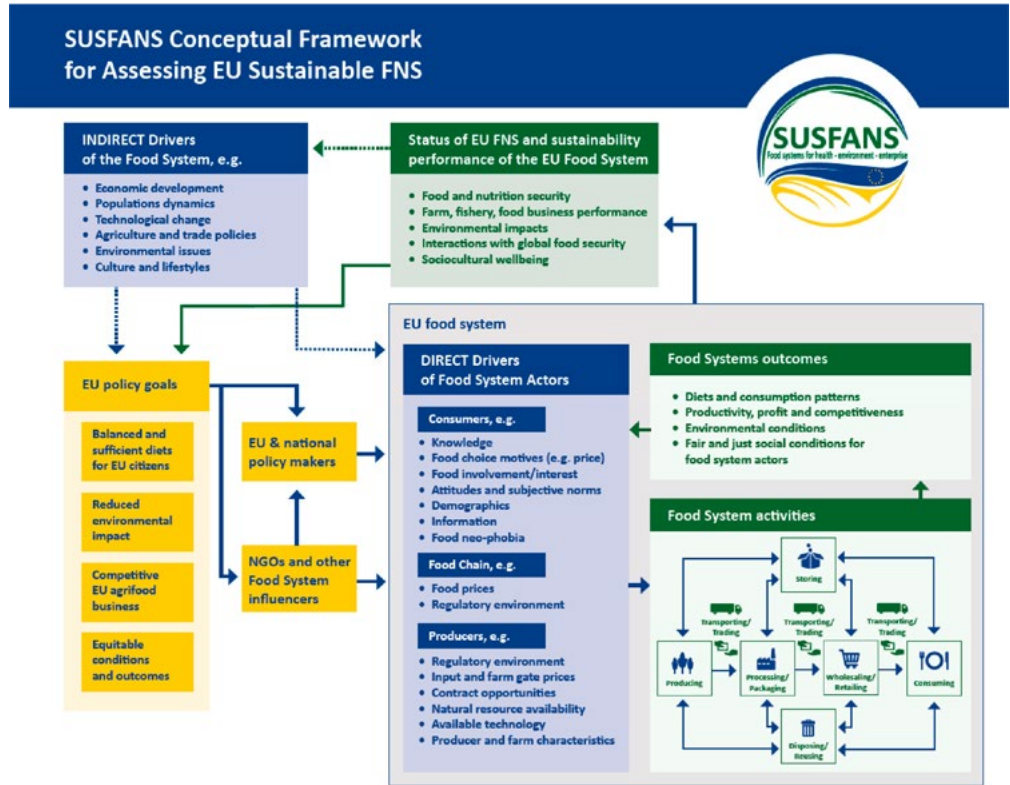 SUSFANS Conceptual Framework
for Assessing EU Sustainable FNS
SUSFANS
Food systems for health - environment - enterprise
INDIRECT Drivers
of the Food System, e.g.
• Economic development
• Populations dynamics
• Technological change
• Agriculture and trade policies
• Environmental issues
• Culture and lifestyles
Status of EU FNS and sustainability
performance of the EU Food System
• Food and nutrition security
• Farm, fishery, food business performance
• Environmental impacts
• Interactions with global food security
• Sociocultural wellbeing
EU policy goals
Balanced and
sufficient diets
for EU citizens
Reduced
environmental
impact
Competitive
EU agrifood
business
Equitable
conditions
and outcomes
EU & national
policy makers
NGOs and other
Food System
influencers
EU food system
DIRECT Drivers
of Food System Actors
Consumers, e.g.
• Knowledge
• Food choice motives (e.g. price)
• Food involvement/interest
• Attitudes and subjective norms
• Demographics
• Information
• Food neo-phobia
Food Chain, e.g.
• Food prices
• Regulatory environment
Producers, e.g.
• Regulatory environment
• Input and farm gate prices
• Contract opportunities
• Natural resource availability
• Available technology
• Producer and farm characteristics
Food Systems outcomes
• Diets and consumption patterns
• Productivity, profit and competitiveness
• Environmental conditions
• Fair and just social conditions for
food system actors
Food System activities
Storing
Transporting/
Trading
Transporting/
Trading
Transporting/
Trading
Producing
Processing/
Packaging
Wholesaling/
Retailing
Consuming
Disposing/
Reusing